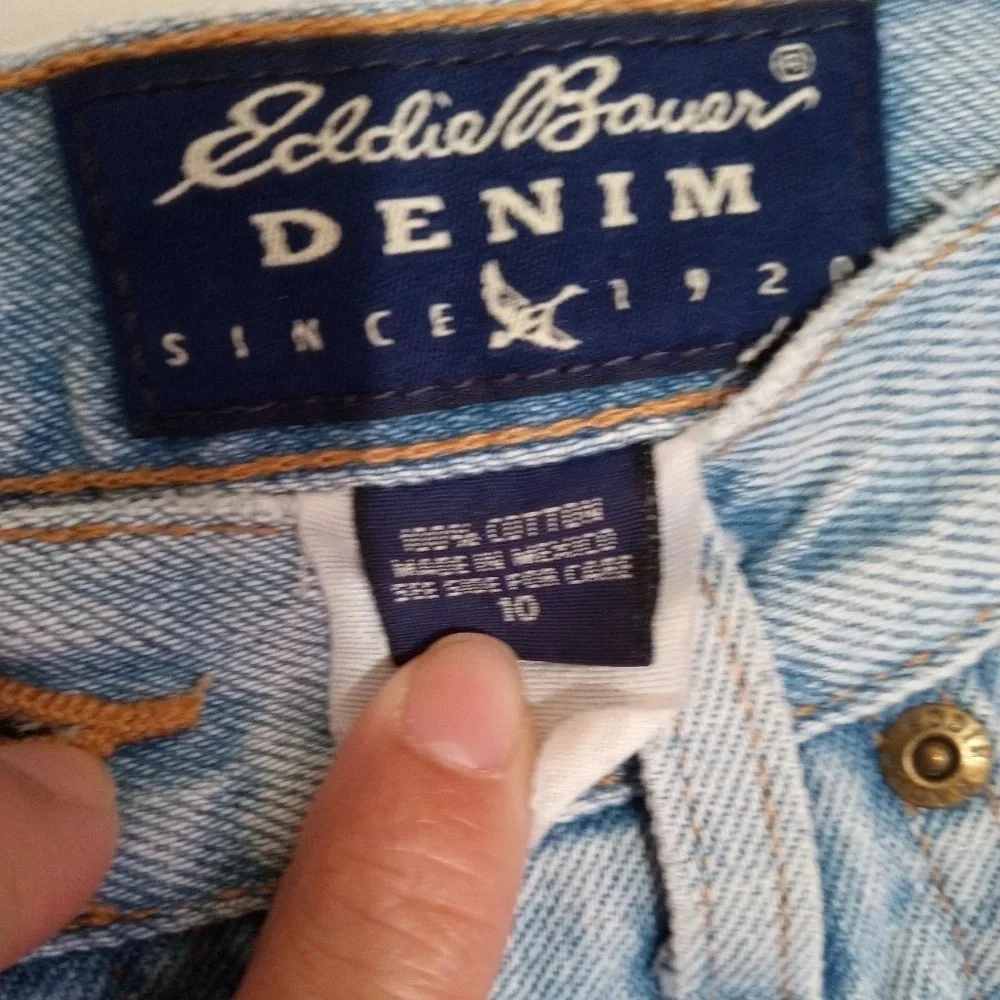 Eddie Bauer ®
DENIM
SINCE 1920
100% COTTON
MADE IN MEXICO
SEE SIDE FOR CARE
10